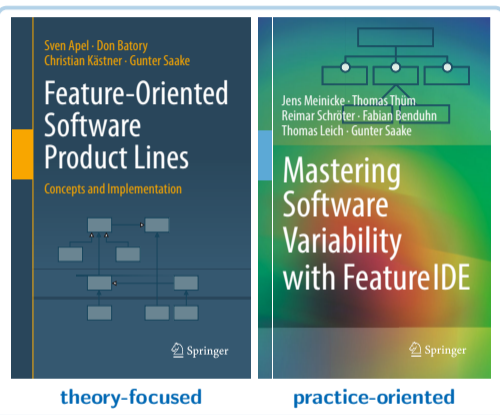 Sven Apel · Don Batory
Christian Kästner · Gunter Saake
Feature-Oriented
Software
Product Lines
Concepts and Implementation
Springer
theory-focused
Jens Meinicke · Thomas Thüm
Reimar Schröter · Fabian Benduhn
Thomas Leich · Gunter Saake
Mastering
Software
Variability
with FeatureIDE
Springer
practice-oriented